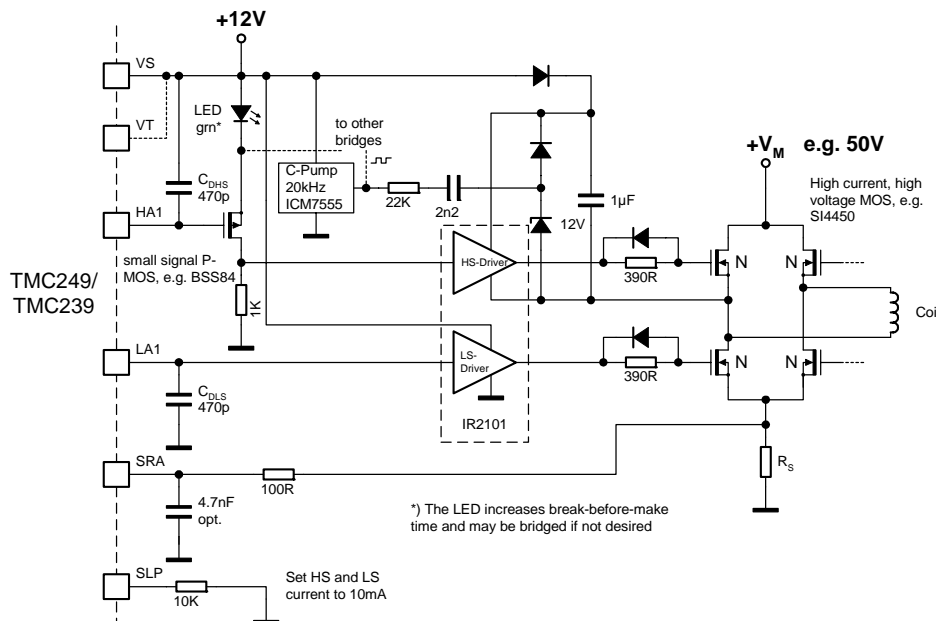 +12V
VS
VT
LED
grn*
to other
bridges
C-Pump
20kHz
ICM7555
22K
2n2
12V
1µF
+VM e.g. 50V
High current, high
voltage MOS, e.g.
SI4450
CDHS
470p
HA1
small signal P-
MOS, e.g. BSS84
TMC249/
TMC239
1K
HS-Driver
390R
N
N
Coi
LA1
LS-
Driver
390R
N
N
CDLS
470p
IR2101
SRA
100R
RS
4.7nF
opt.
*) The LED increases break-before-make
time and may be bridged if not desired
SLP
10K
Set HS and LS
current to 10mA